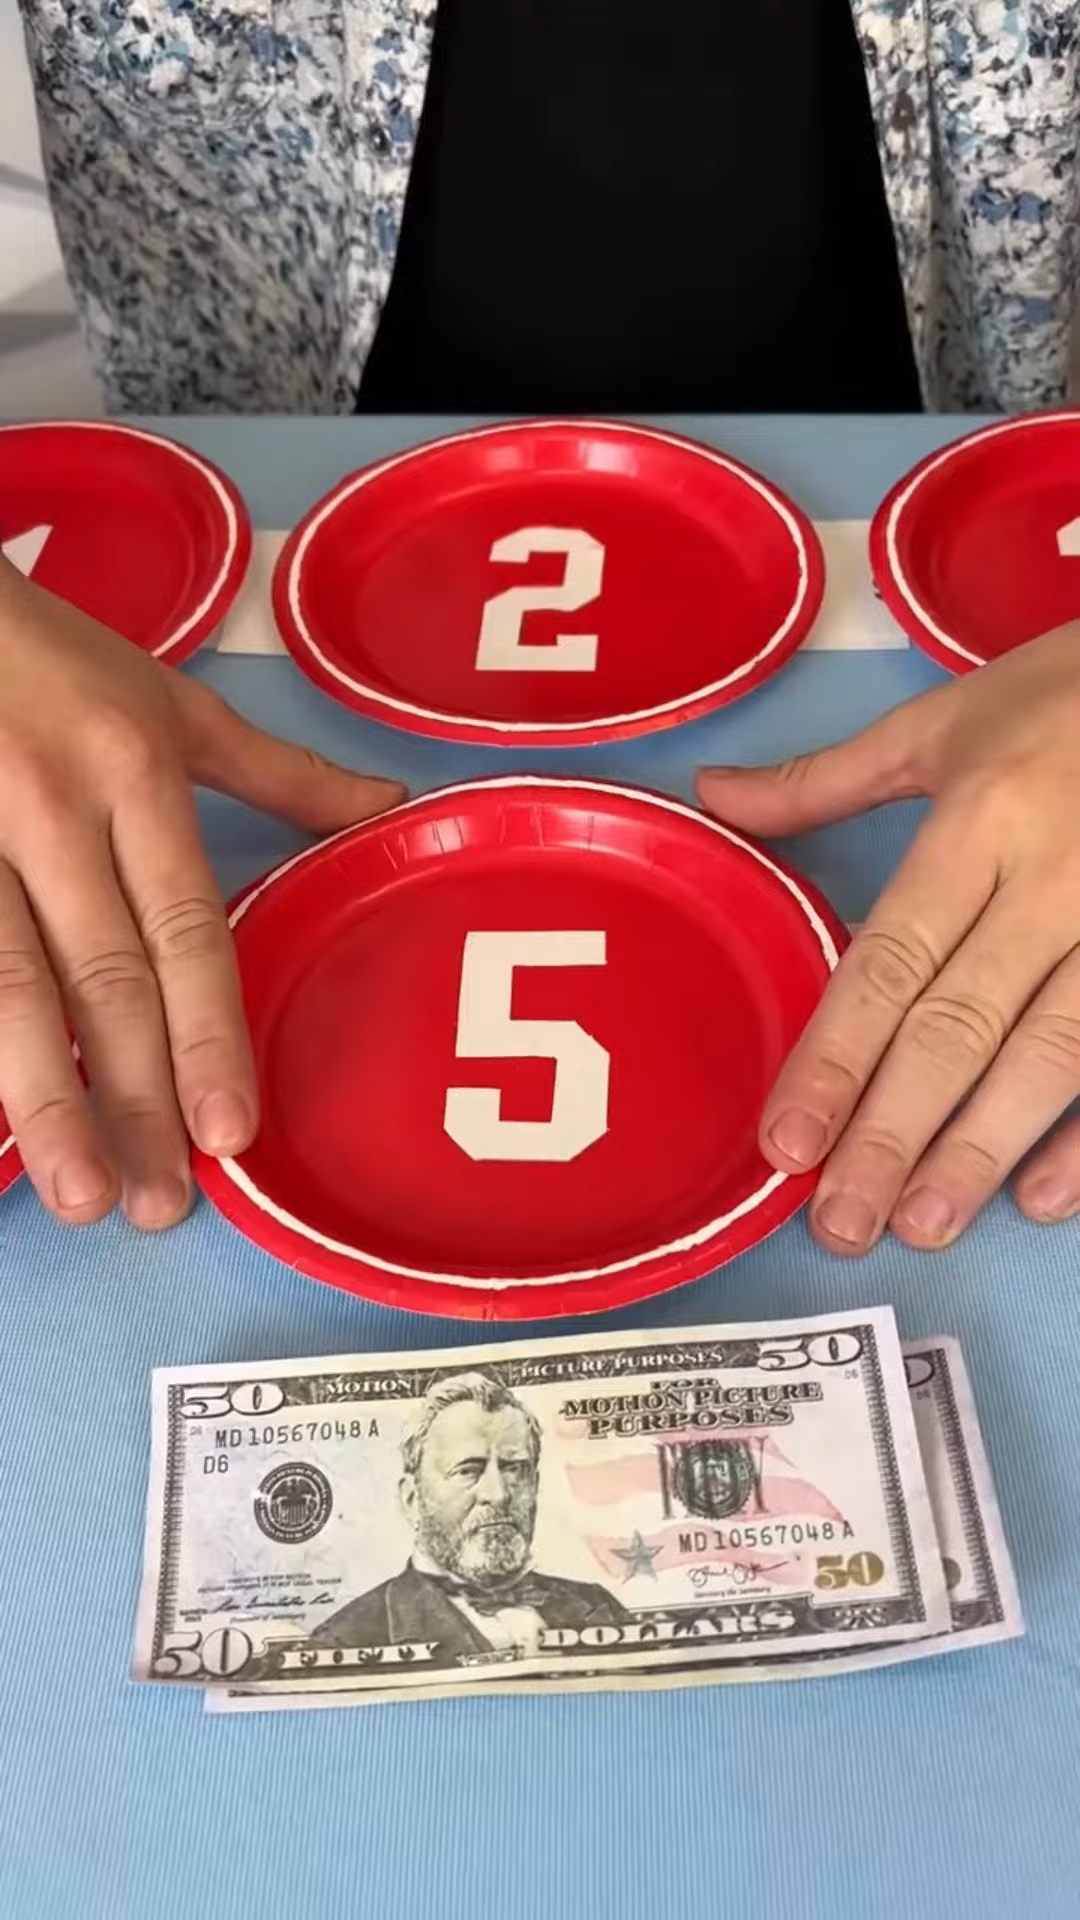 2
5
50 MOTION PICTURE PURPOSES 50
FOR
MOTION PICTURE
PURPOSES
MD 10567048 A
D6
MD 10567048 A
50
50 FIFTY DOLLARS